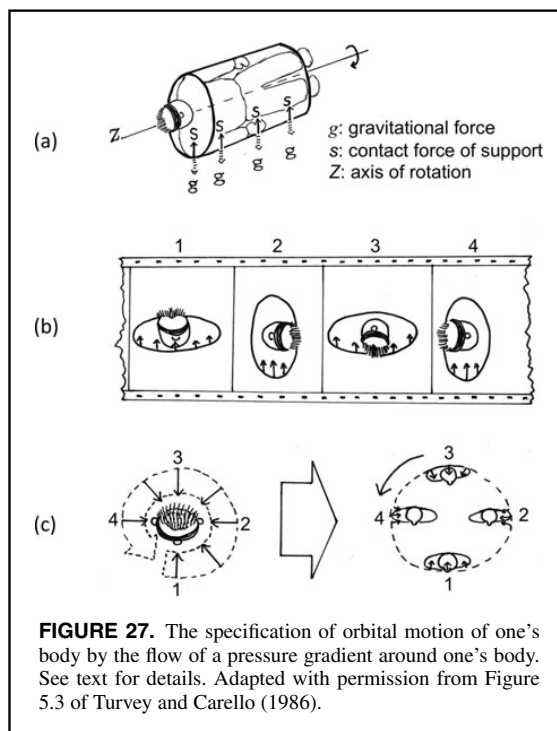 (a)
Z
S
S
S
S
g
g
g
g
g: gravitational force
s: contact force of support
Z: axis of rotation
(b)
1 2 3 4
(c)
3
4
2
1
3
4
2
1
FIGURE 27. The specification of orbital motion of one's
body by the flow of a pressure gradient around one's body.
See text for details. Adapted with permission from Figure
5.3 of Turvey and Carello (1986).